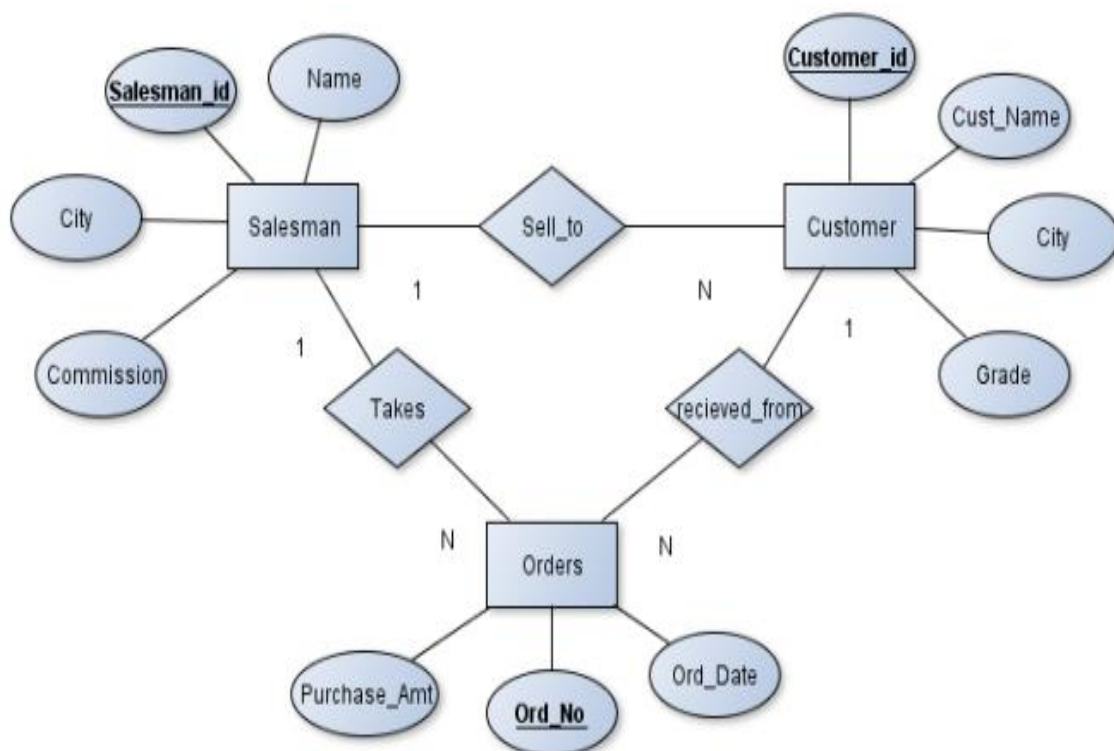 Customer_id
Name
Salesman_id
Cust_Name
City
Salesman
Sell_to
Customer
City
1
N
1
1
Commission
Grade
Takes
recieved_from
N
N
Orders
Purchase_Amt
Ord_Date
Ord_No